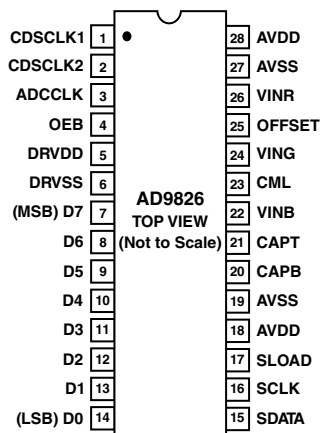 CDSCLK1 1
CDSCLK2 2
ADCCLK 3
OEB 4
DRVDD 5
DRVSS 6
(MSB) D7 7
D6 8
D5 9
D4 10
D3 11
D2 12
D1 13
(LSB) D0 14
AD9826
TOP VIEW
(Not to Scale)
28 AVDD
27 AVSS
26 VINR
25 OFFSET
24 VING
23 CML
22 VINB
21 CAPT
20 CAPB
19 AVSS
18 AVDD
17 SLOAD
16 SCLK
15 SDATA